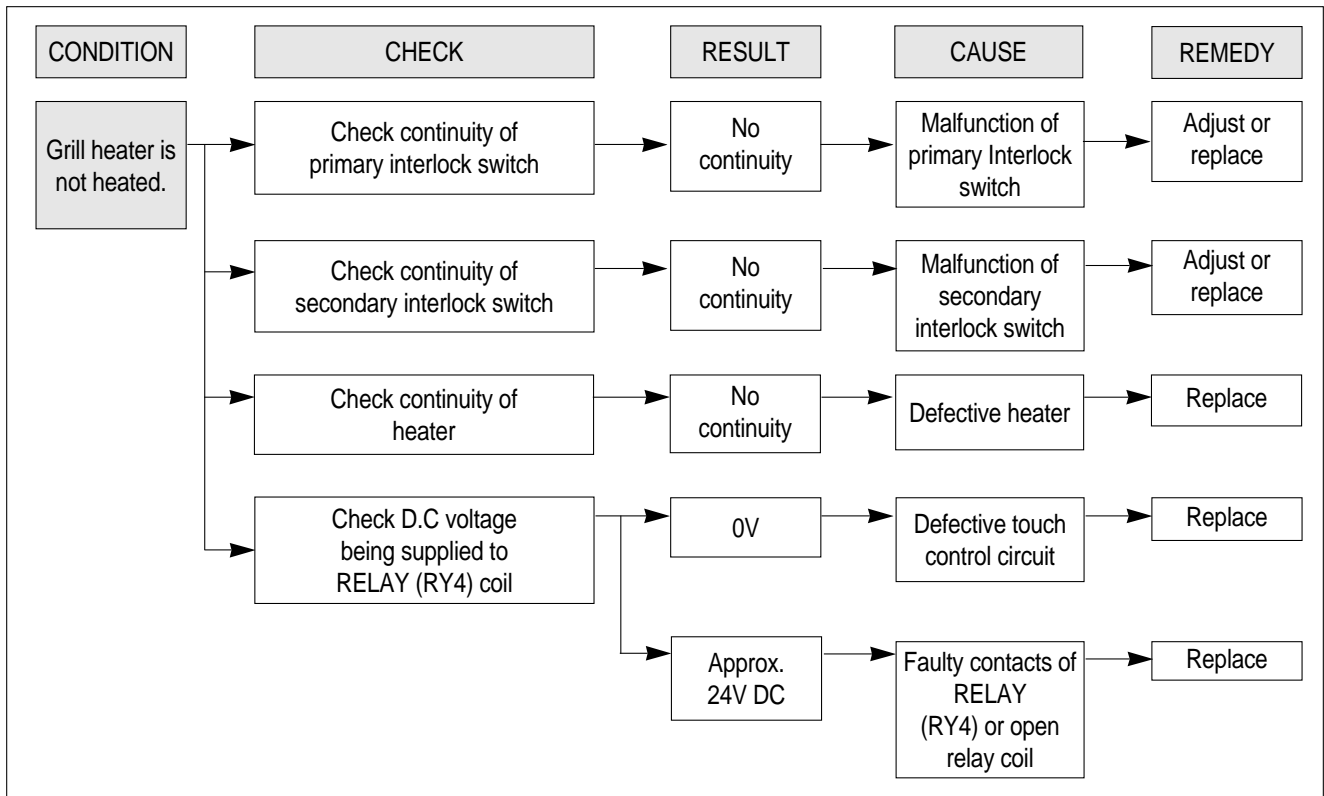 CONDITION
CHECK
RESULT
CAUSE
REMEDY
Grill heater is
not heated.
Check continuity of
primary interlock switch
No
continuity
Malfunction of
primary Interlock
switch
Adjust or
replace
Check continuity of
secondary interlock switch
No
continuity
Malfunction of
secondary
interlock switch
Adjust or
replace
Check continuity of
heater
No
continuity
Defective heater
Replace
Check D.C voltage
being supplied to
RELAY (RY4) coil
0V
Defective touch
control circuit
Replace
Approx.
24V DC
Faulty contacts of
RELAY
(RY4) or open
relay coil
Replace